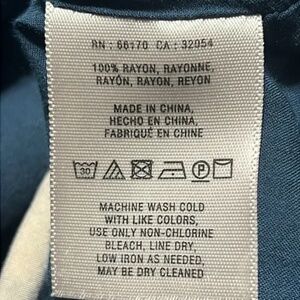 RN : 66170 CA : 32054
100% RAYON, RAYONNE,
RAYÓN, RAYON, REYON
MADE IN CHINA,
HECHO EN CHINA,
FABRIQUÉ EN CHINE
30 P
MACHINE WASH COLD
WITH LIKE COLORS,
USE ONLY NON-CHLORINE
BLEACH, LINE DRY,
LOW IRON AS NEEDED,
MAY BE DRY CLEANED